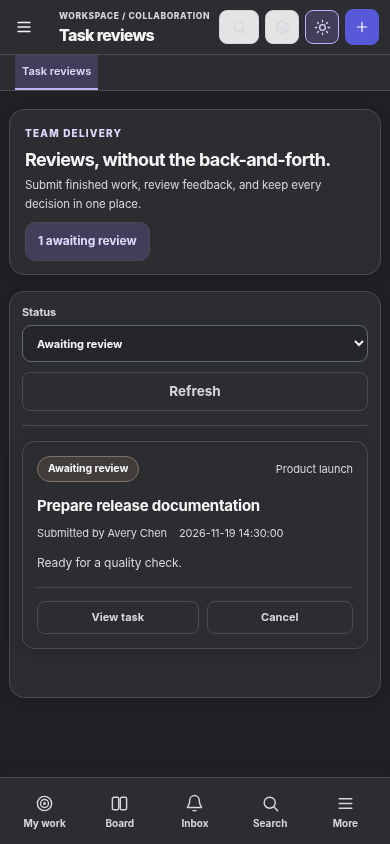 WORKSPACE / COLLABORATION
Task reviews
Task reviews
TEAM DELIVERY
Reviews, without the back-and-forth.
Submit finished work, review feedback, and keep every
decision in one place.
1 awaiting review
Status
Awaiting review
Refresh
Awaiting review
Product launch
Prepare release documentation
Submitted by Avery Chen 2026-11-19 14:30:00
Ready for a quality check.
View task
Cancel
My work
Board
Inbox
Search
More